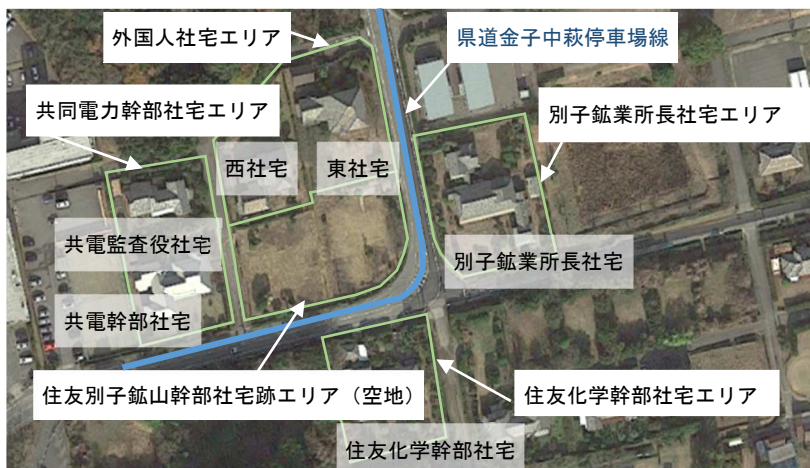 外国人社宅エリア
県道金子中萩停車場線
共同電力幹部社宅エリア
別子鉱業所長社宅エリア
西社宅
東社宅
共電監査役社宅
別子鉱業所長社宅
共電幹部社宅
住友別子鉱山幹部社宅跡エリア（空地）
住友化学幹部社宅エリア
住友化学幹部社宅